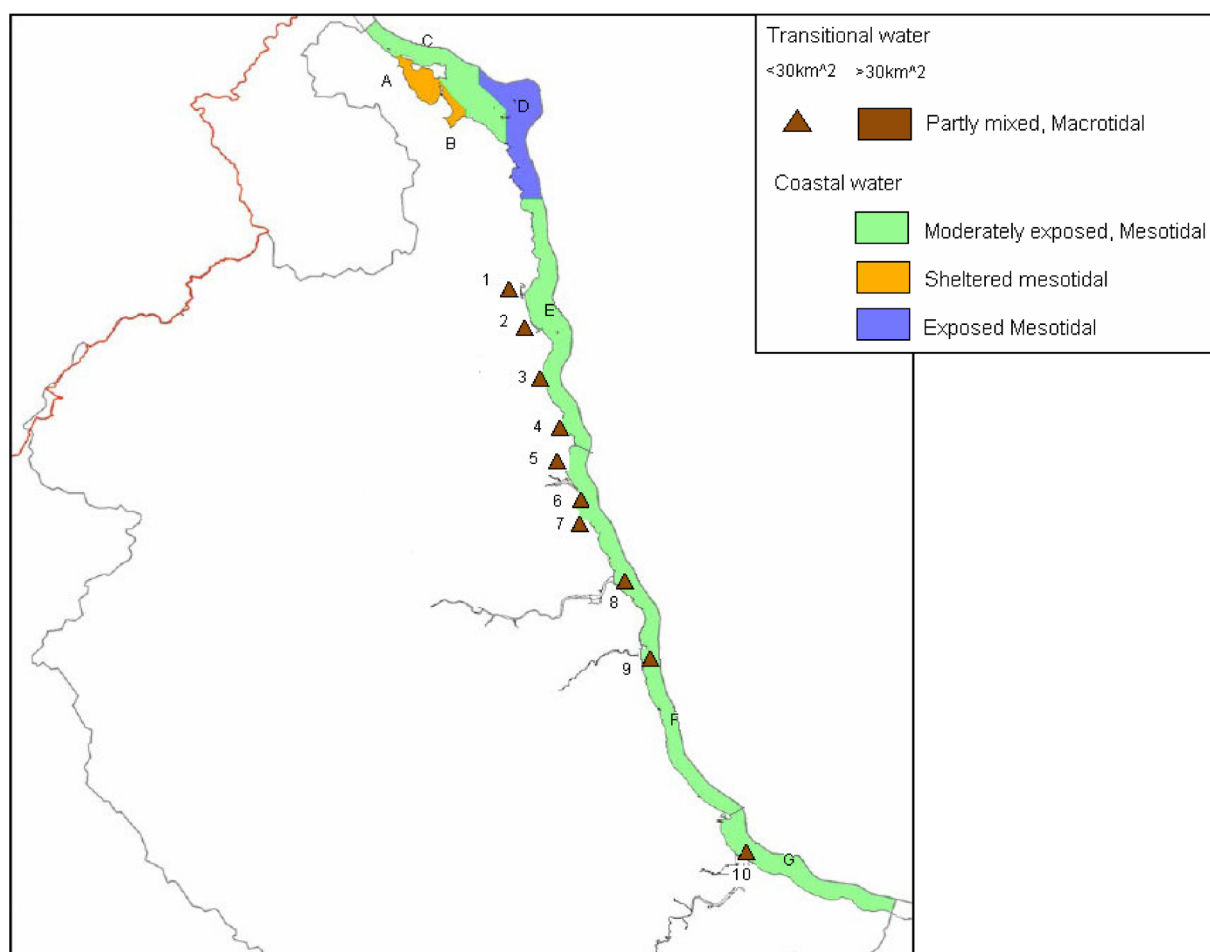 Transitional water
<30km^2 >30km^2
Partly mixed, Macrotidal
Coastal water
Moderately exposed, Mesotidal
Sheltered mesotidal
Exposed Mesotidal
C
A
D
B
1
E
2
3
4
5
6
7
8
9
F
G
10